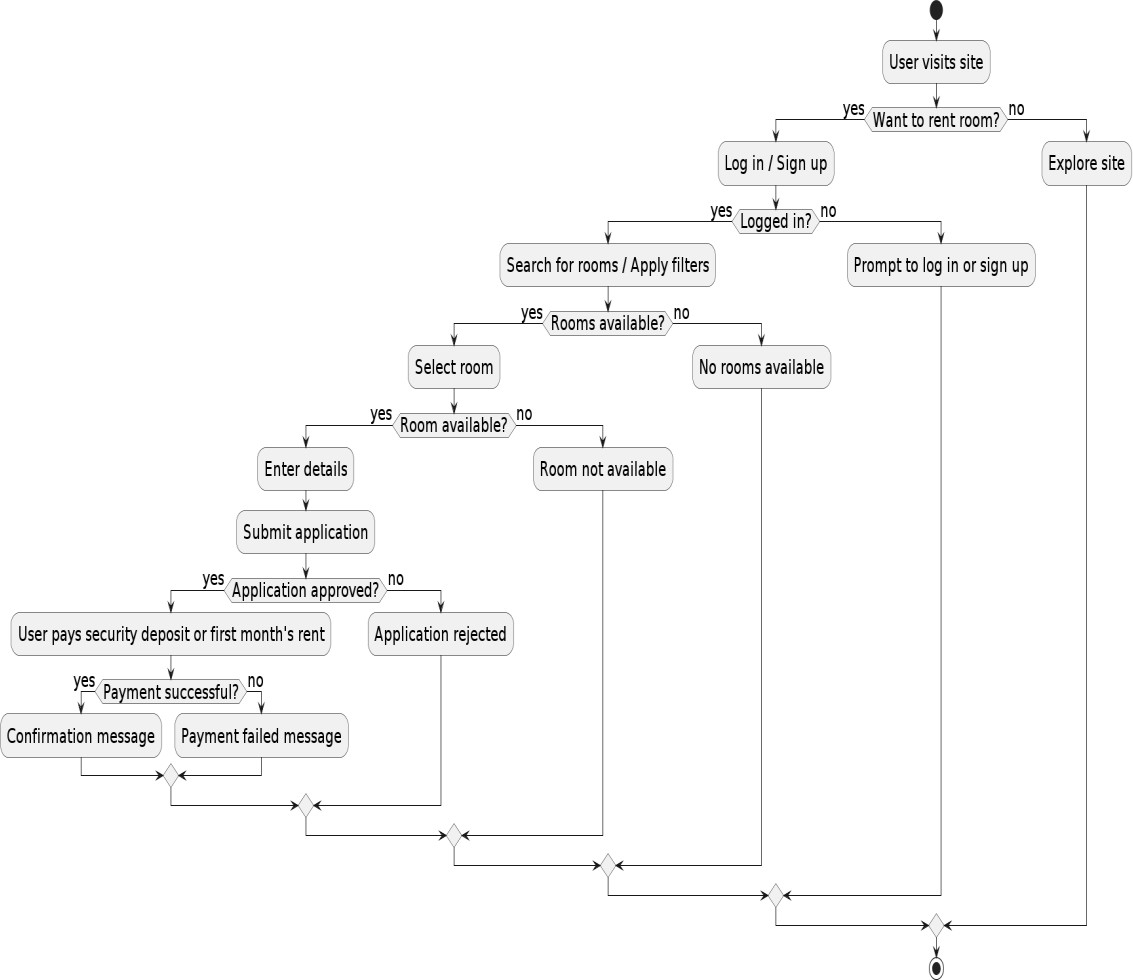 User visits site
yes
Want to rent room?
no
Log in / Sign up
Explore site
yes
Logged in?
no
Search for rooms / Apply filters
Prompt to log in or sign up
yes
Rooms available?
no
Select room
No rooms available
yes
Room available?
no
Enter details
Room not available
Submit application
yes
Application approved?
no
User pays security deposit or first month's rent
Application rejected
yes
Payment successful?
no
Confirmation message
Payment failed message